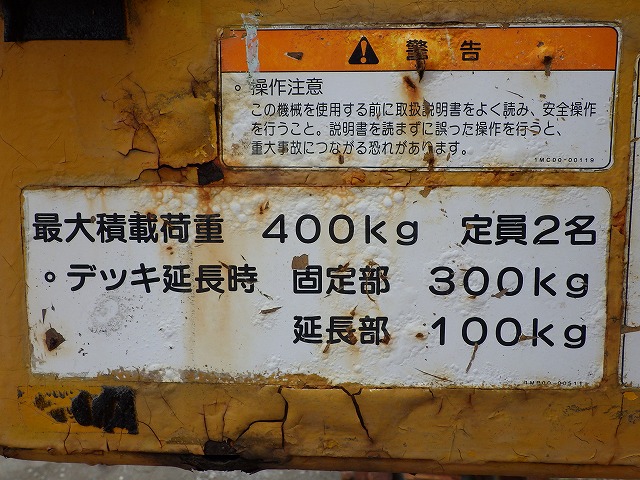 警告
○ 操作注意
この機械を使用する前に取扱説明書をよく読み、安全操作
を行うこと。説明書を読まずに誤った操作を行うと、
重大事故につながる恐れがあります。
1MC00-00119
最大積載荷重 400kg 定員2名
○デッキ延長時 固定部 300kg
延長部 100kg